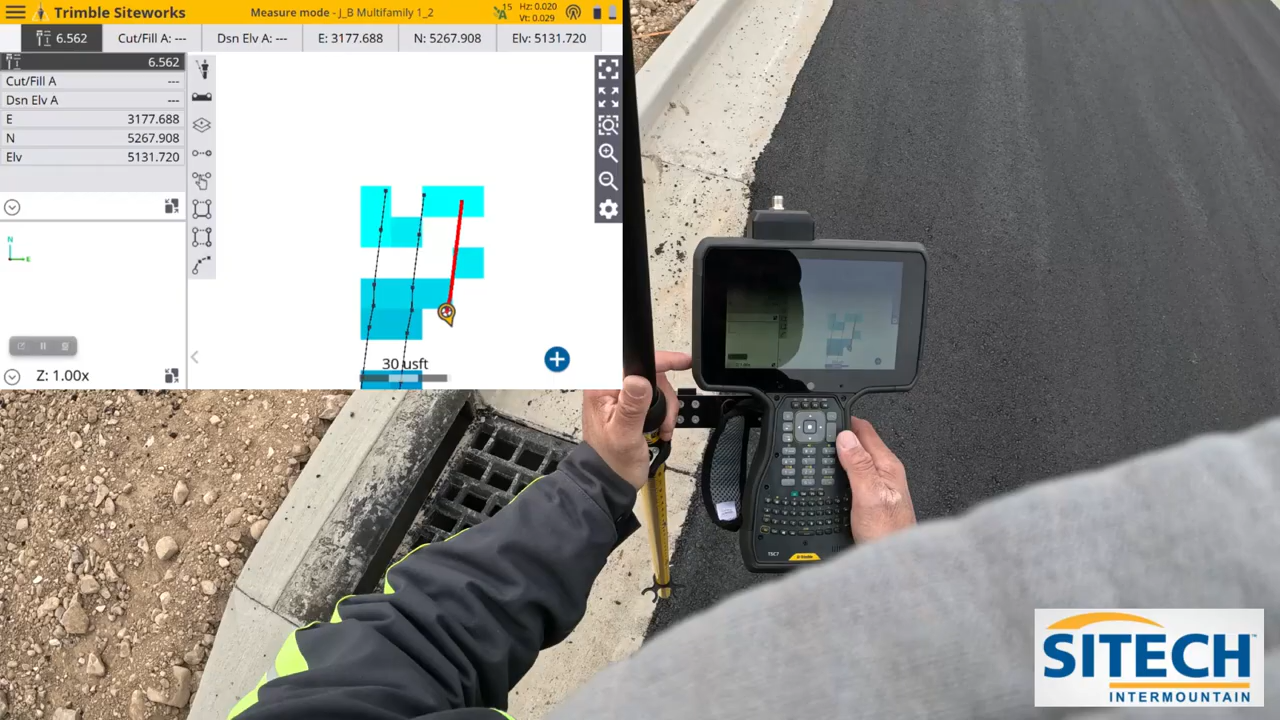 Trimble Siteworks
Measure mode - J_B Multifamily 1_2
15
Hz: 0.020
Vt: 0.029
6.562
Cut/Fill A: ---
Dsn Elv A: ---
E: 3177.688
N: 5267.908
Elv: 5131.720
6.562
Cut/Fill A ---
Dsn Elv A ---
E 3177.688
N 5267.908
Elv 5131.720
N
E
30 usft
Z: 1.00x
TSC7
SITECH™
INTERMOUNTAIN